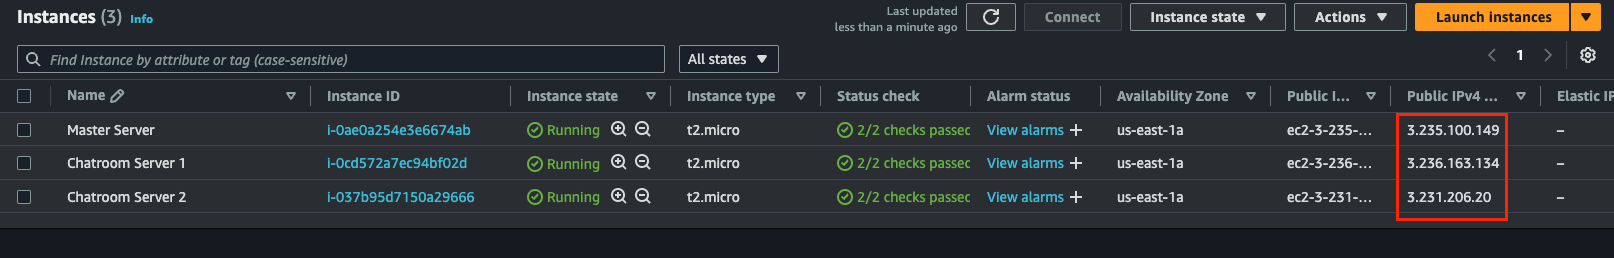 Instances (3) Info
Last updated
less than a minute ago
Connect
Instance state
Actions
Launch instances
Find Instance by attribute or tag (case-sensitive)
All states
1
Name Instance ID Instance state Instance type Status check Alarm status Availability Zone Public I... Public IPv4 ... Elastic IP
Master Server i-0ae0a254e3e6674ab Running t2.micro 2/2 checks passec View alarms + us-east-1a ec2-3-235-... 3.235.100.149 –
Chatroom Server 1 i-0cd572a7ec94bf02d Running t2.micro 2/2 checks passec View alarms + us-east-1a ec2-3-236-... 3.236.163.134 –
Chatroom Server 2 i-037b95d7150a29666 Running t2.micro 2/2 checks passec View alarms + us-east-1a ec2-3-231-... 3.231.206.20 –